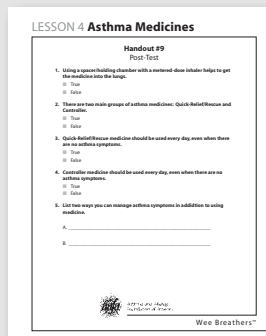 LESSON 4 Asthma Medicines
Handout #9
Post-Test
1. Using a spacer/holding chamber with a metered-dose inhaler helps to get
the medicine into the lungs.
True
False
2. There are two main groups of asthma medicines: Quick-Relief/Rescue and
Controller.
True
False
3. Quick-Relief/Rescue medicine should be used every day, even when there
are no asthma symptoms.
True
False
4. Controller medicine should be used every day, even when there are no
asthma symptoms.
True
False
5. List two ways you can manage asthma symptoms in addidtion to using
medicine.
A.
B.
aafa
Wee Breathers™